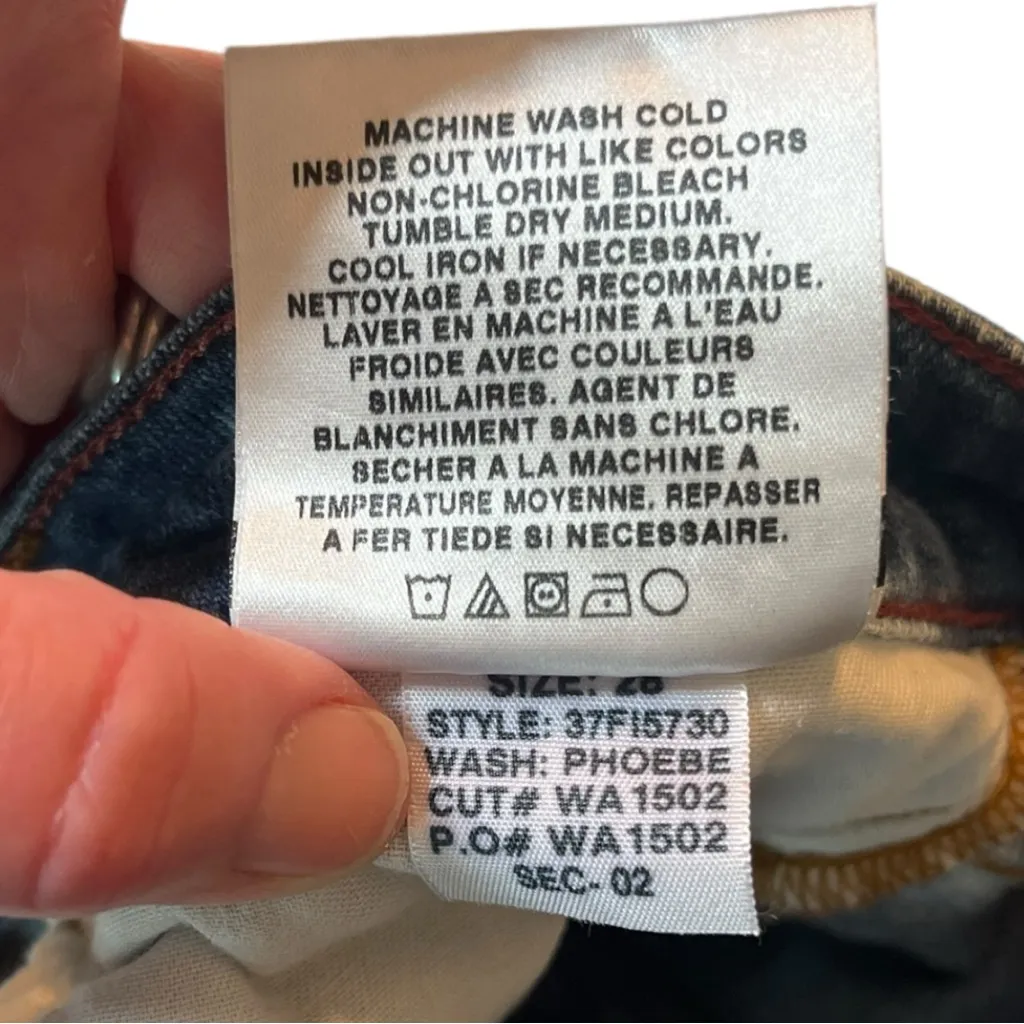 MACHINE WASH COLD
INSIDE OUT WITH LIKE COLORS
NON-CHLORINE BLEACH
TUMBLE DRY MEDIUM.
COOL IRON IF NECESSARY.
NETTOYAGE A SEC RECOMMANDE.
LAVER EN MACHINE A L'EAU
FROIDE AVEC COULEURS
SIMILAIRES. AGENT DE
BLANCHIMENT SANS CHLORE.
SECHER A LA MACHINE A
TEMPERATURE MOYENNE. REPASSER
A FER TIEDE SI NECESSAIRE.
SIZE: 28
STYLE: 37FI5730
WASH: PHOEBE
CUT# WA1502
P.O# WA1502
SEC- 02